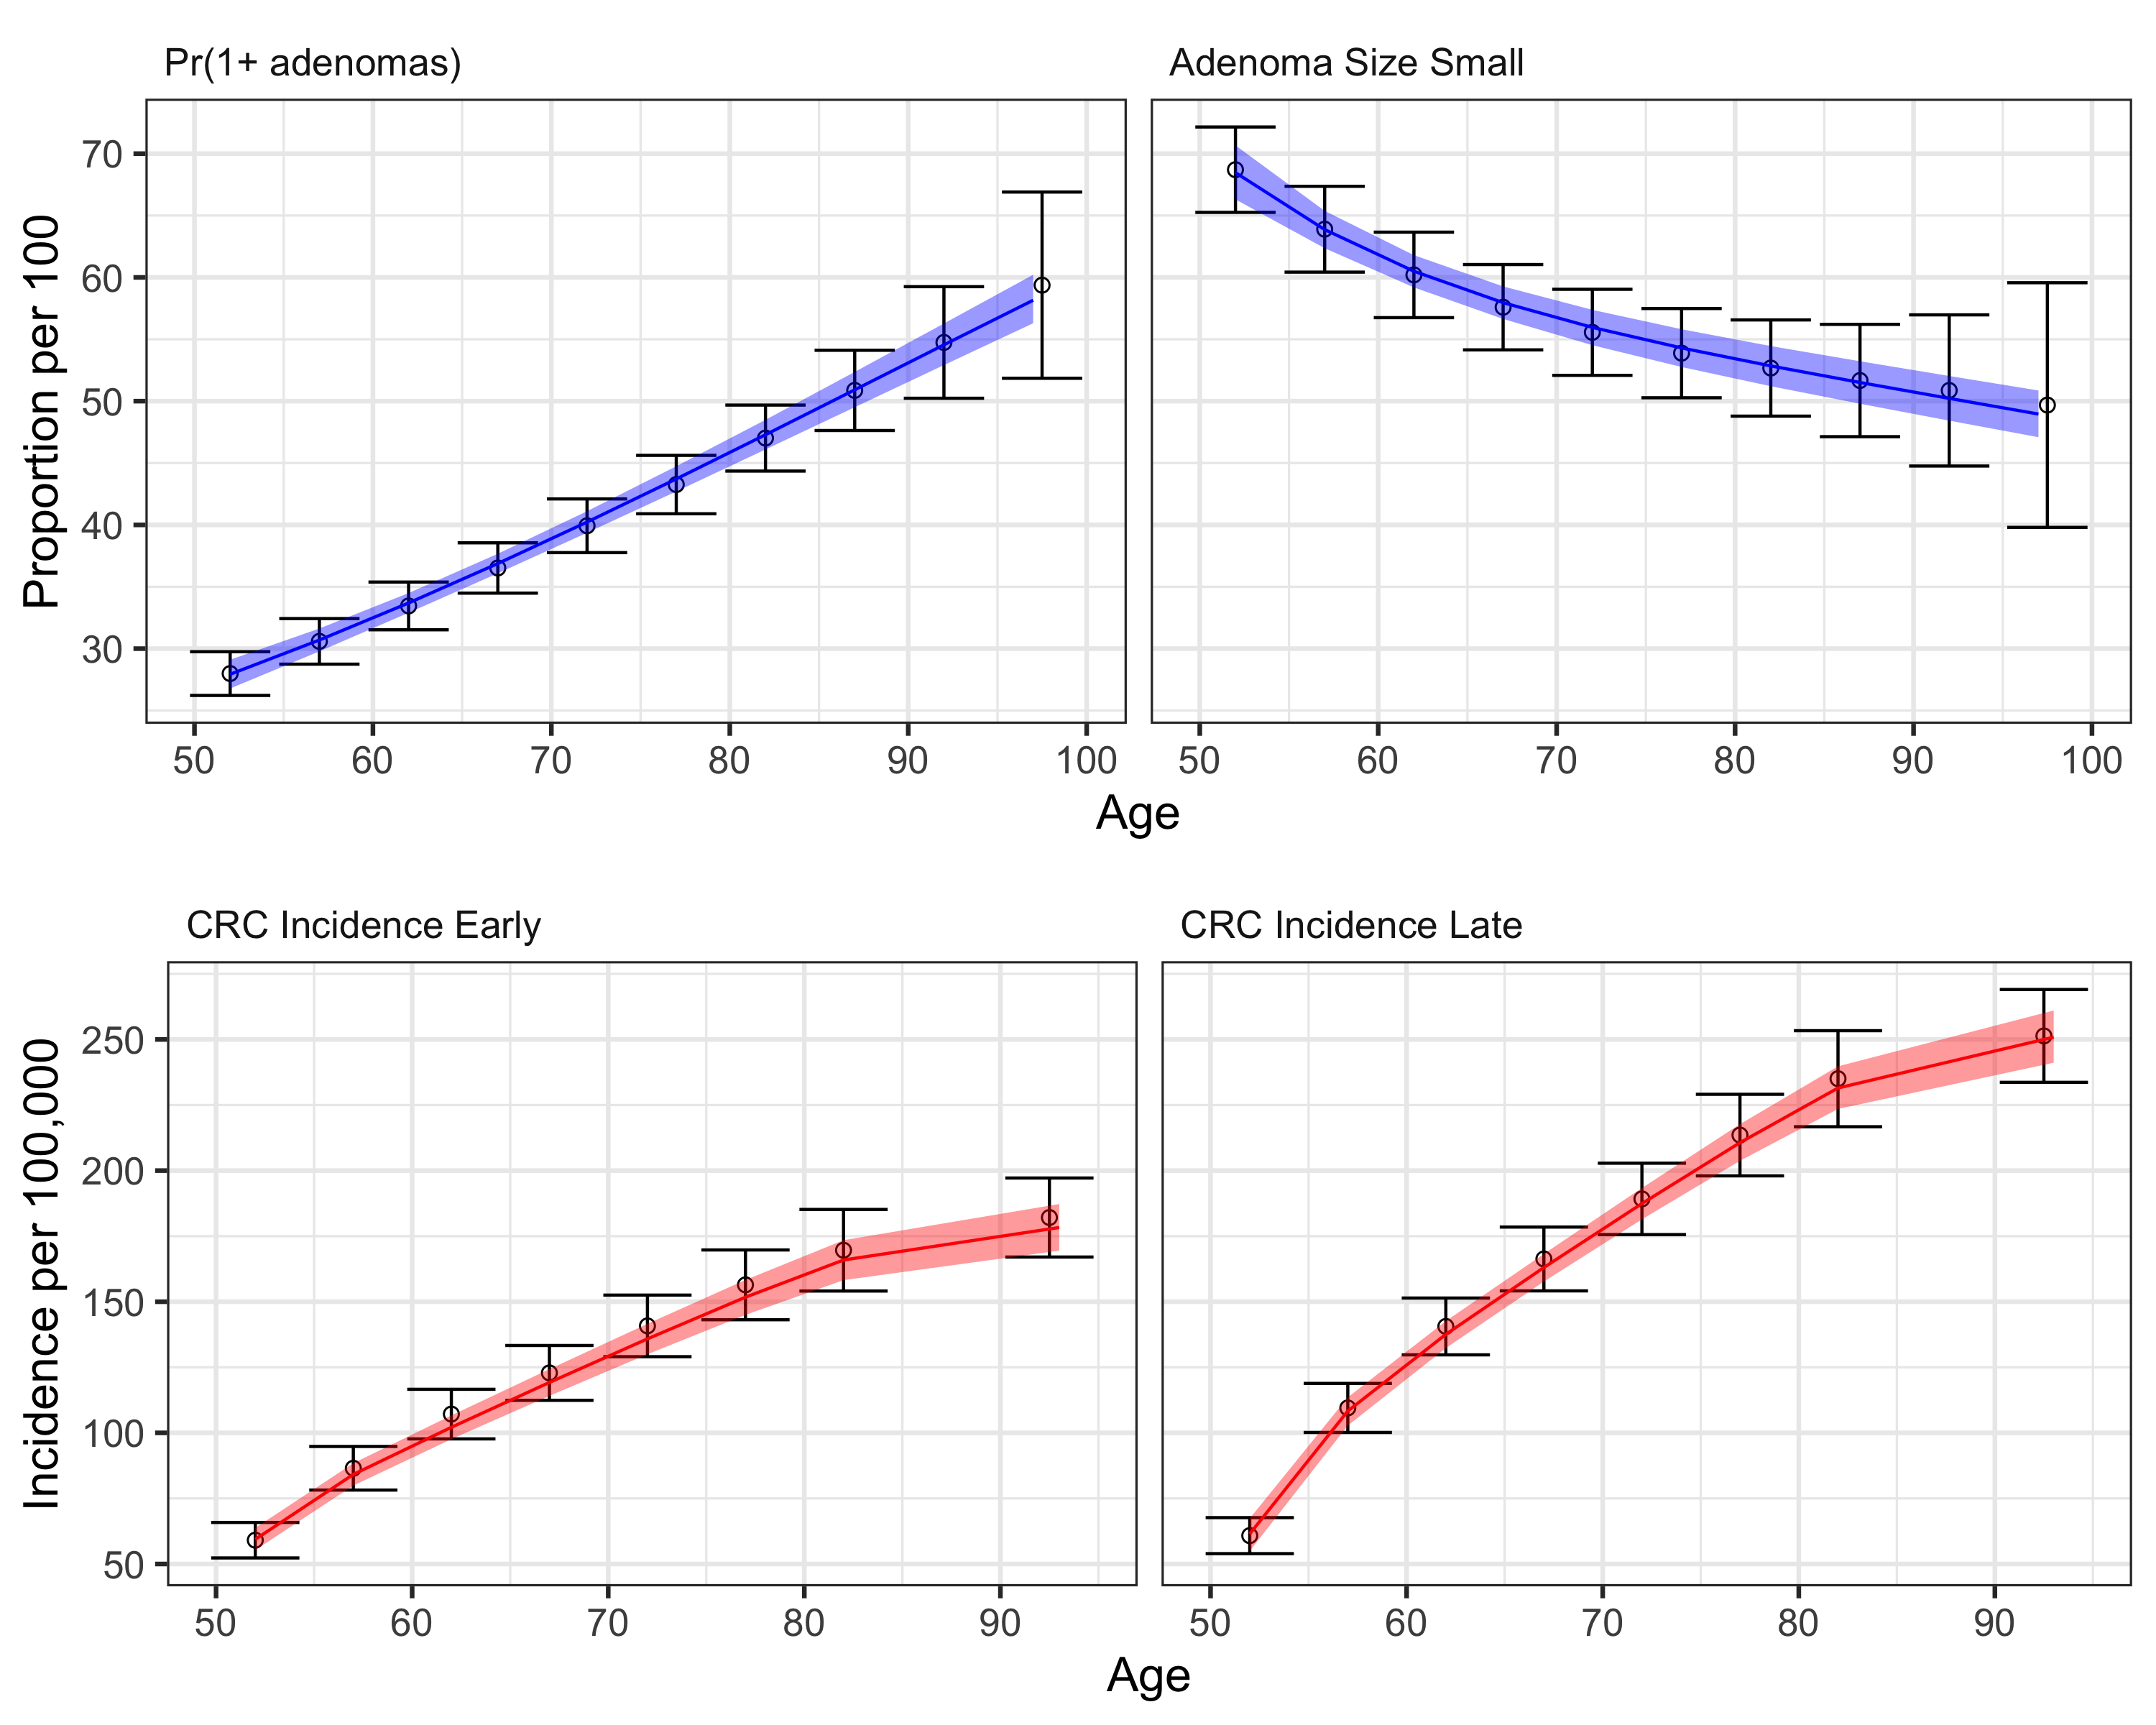 Pr(1+ adenomas)
Adenoma Size Small
Proportion per 100
70
60
50
40
30
50 60 70 80 90 100
50 60 70 80 90 100
Age
CRC Incidence Early
CRC Incidence Late
Incidence per 100,000
250
200
150
100
50
50 60 70 80 90
50 60 70 80 90
Age